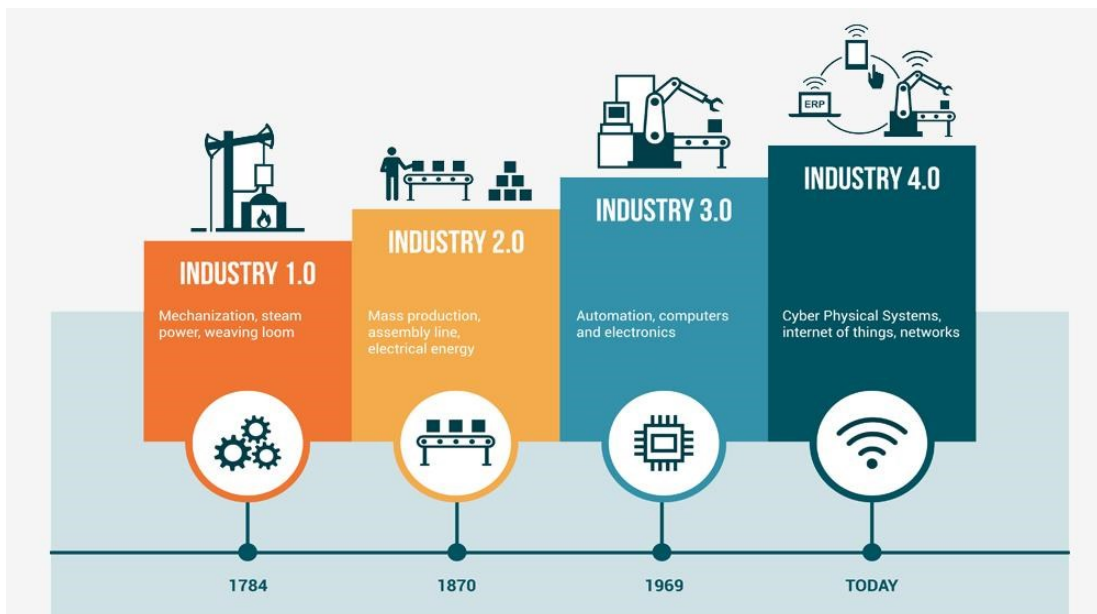 ERP
INDUSTRY 1.0
Mechanization, steam
power, weaving loom
INDUSTRY 2.0
Mass production,
assembly line,
electrical energy
INDUSTRY 3.0
Automation, computers
and electronics
INDUSTRY 4.0
Cyber Physical Systems,
internet of things, networks
1784
1870
1969
TODAY